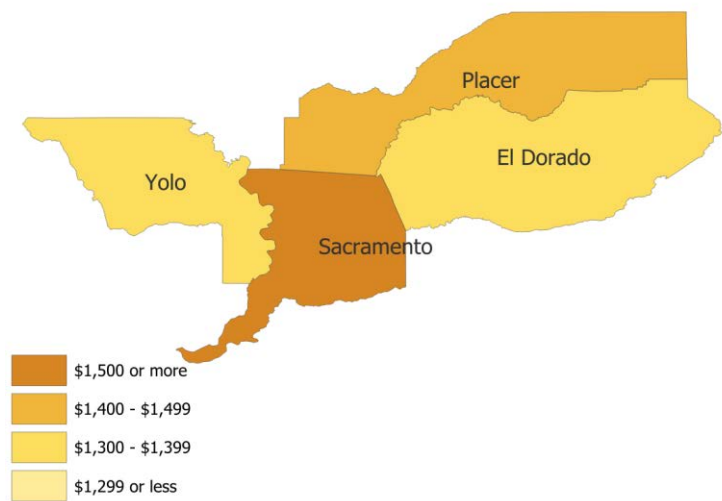 Placer
El Dorado
Yolo
Sacramento
$1,500 or more
$1,400 - $1,499
$1,300 - $1,399
$1,299 or less